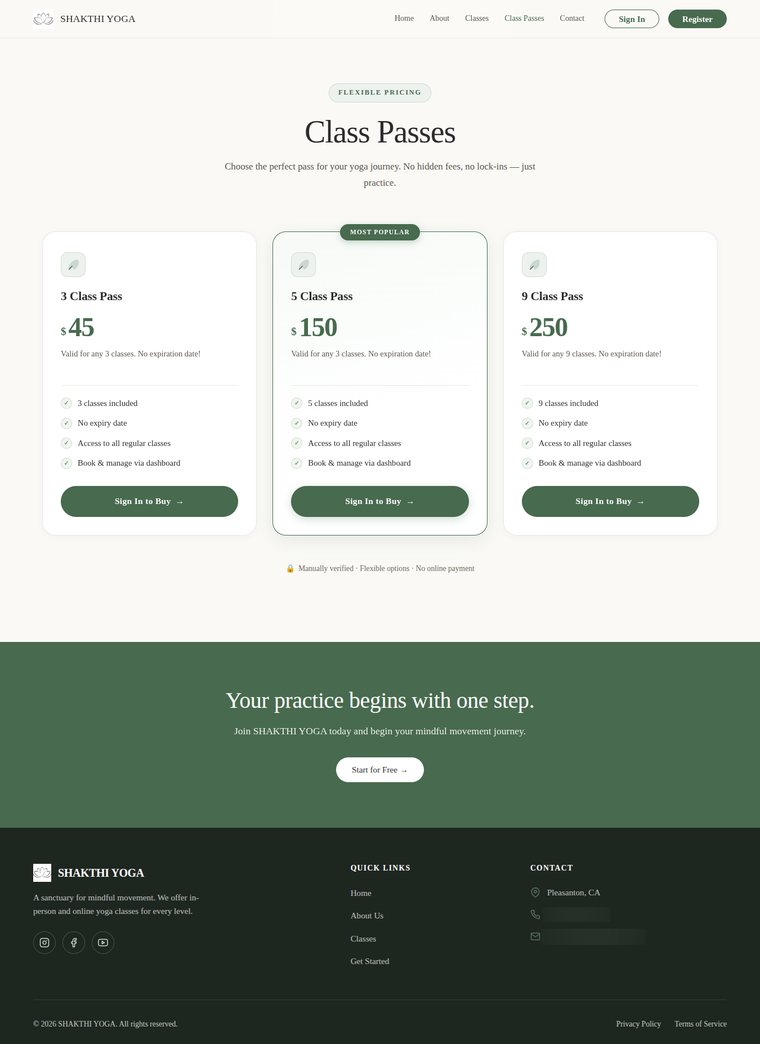 SHAKTHI YOGA
Home About Classes Class Passes Contact Sign In Register
FLEXIBLE PRICING
Class Passes
Choose the perfect pass for your yoga journey. No hidden fees, no lock-ins — just
practice.
3 Class Pass
$45
Valid for any 3 classes. No expiration date!
✓ 3 classes included
✓ No expiry date
✓ Access to all regular classes
✓ Book & manage via dashboard
Sign In to Buy →
MOST POPULAR
5 Class Pass
$150
Valid for any 3 classes. No expiration date!
✓ 5 classes included
✓ No expiry date
✓ Access to all regular classes
✓ Book & manage via dashboard
Sign In to Buy →
9 Class Pass
$250
Valid for any 9 classes. No expiration date!
✓ 9 classes included
✓ No expiry date
✓ Access to all regular classes
✓ Book & manage via dashboard
Sign In to Buy →
🔒 Manually verified · Flexible options · No online payment
Your practice begins with one step.
Join SHAKTHI YOGA today and begin your mindful movement journey.
Start for Free →
SHAKTHI YOGA
A sanctuary for mindful movement. We offer in-
person and online yoga classes for every level.
QUICK LINKS
Home
About Us
Classes
Get Started
CONTACT
Pleasanton, CA
© 2026 SHAKTHI YOGA. All rights reserved.
Privacy Policy Terms of Service